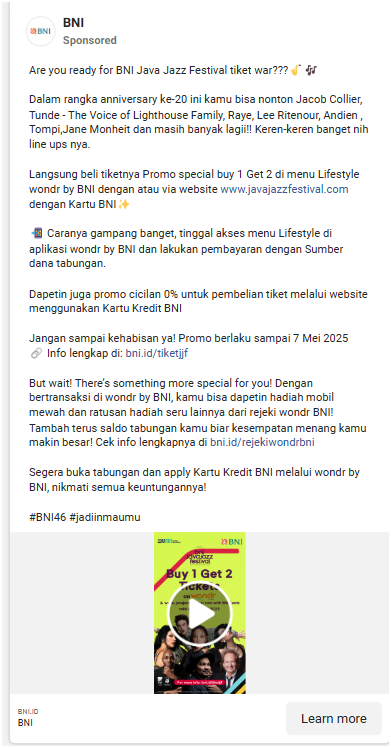 BNI
BNI
Sponsored
Are you ready for BNI Java Jazz Festival tiket war???🎷🎶
Dalam rangka anniversary ke-20 ini kamu bisa nonton Jacob Collier,
Tunde - The Voice of Lighthouse Family, Raye, Lee Ritenour, Andien ,
Tompi,Jane Monheit dan masih banyak lagii!! Keren-keren banget nih
line ups nya.
Langsung beli tiketnya Promo special buy 1 Get 2 di menu Lifestyle
wondr by BNI dengan atau via website www.javajazzfestival.com
dengan Kartu BNI✨
📲 Caranya gampang banget, tinggal akses menu Lifestyle di
aplikasi wondr by BNI dan lakukan pembayaran dengan Sumber
dana tabungan.
Dapetin juga promo cicilan 0% untuk pembelian tiket melalui website
menggunakan Kartu Kredit BNI
Jangan sampai kehabisan ya! Promo berlaku sampai 7 Mei 2025
🔗 Info lengkap di: bni.id/tiketjjf
But wait! There's something more special for you! Dengan
bertransaksi di wondr by BNI, kamu bisa dapetin hadiah mobil
mewah dan ratusan hadiah seru lainnya dari rejeki wondr BNI!
Tambah terus saldo tabungan kamu biar kesempatan menang kamu
makin besar! Cek info lengkapnya di bni.id/rejekiwondrbni
Segera buka tabungan dan apply Kartu Kredit BNI melalui wondr by
BNI, nikmati semua keuntungannya!
#BNI46 #jadiinmaumu
BNI
javajazz
festival
Buy 1 Get 2
Tickets
on wondr
BNI.ID
BNI
Learn more